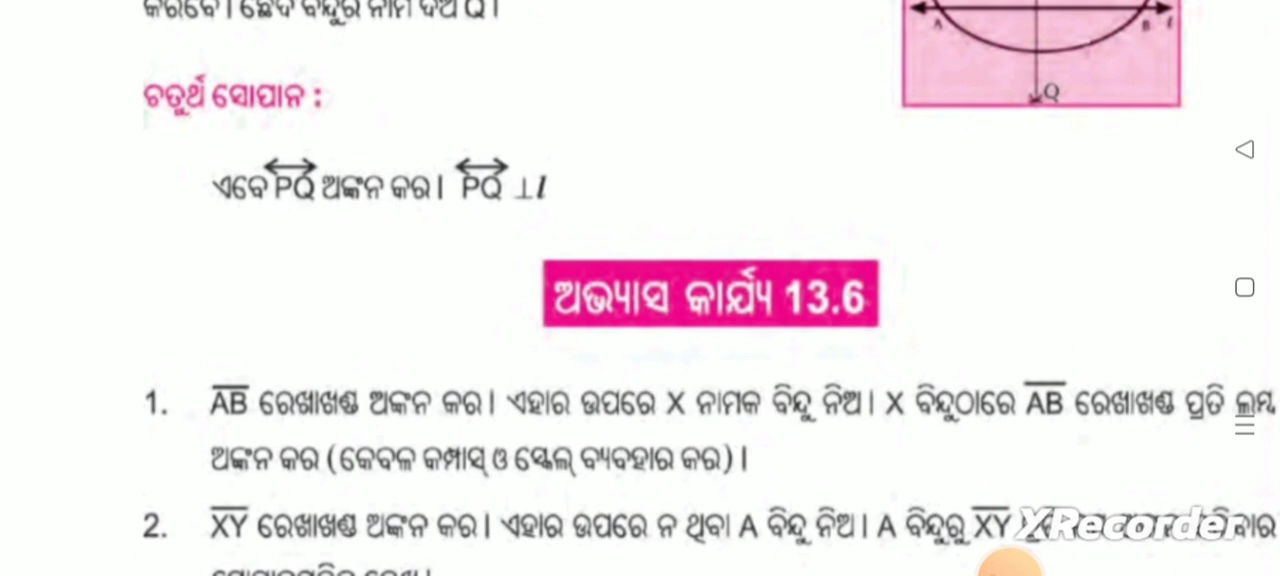 କରିବେ । ଛେଦ ବିନ୍ଦୁର ନାମ ଦିଅ Q ।
A B l
Q
ଚତୁର୍ଥ ସୋପାନ :
ଏବେ PQ ଅଙ୍କନ କର । PQ ⊥ l
ଅଭ୍ୟାସ କାର୍ଯ୍ୟ 13.6
1. AB ରେଖାଖଣ୍ଡ ଅଙ୍କନ କର । ଏହାର ଉପରେ X ନାମକ ବିନ୍ଦୁ ନିଅ । X ବିନ୍ଦୁଠାରେ AB ରେଖାଖଣ୍ଡ ପ୍ରତି ଲମ୍ବ
ଅଙ୍କନ କର (କେବଳ କମ୍ପାସ୍ ଓ ସ୍କେଲ୍ ବ୍ୟବହାର କର) ।
2. XY ରେଖାଖଣ୍ଡ ଅଙ୍କନ କର । ଏହାର ଉପରେ ନ ଥିବା A ବିନ୍ଦୁ ନିଅ । A ବିନ୍ଦୁରୁ XY
XRecorder